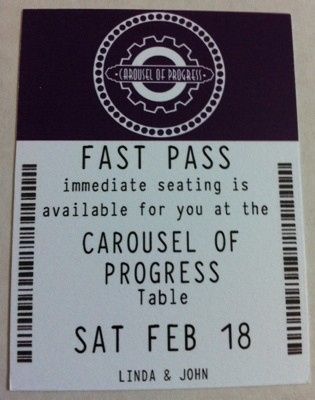 CAROUSEL OF PROGRESS
FAST PASS
immediate seating is
available for you at the
CAROUSEL OF
PROGRESS
Table
SAT FEB 18
LINDA & JOHN